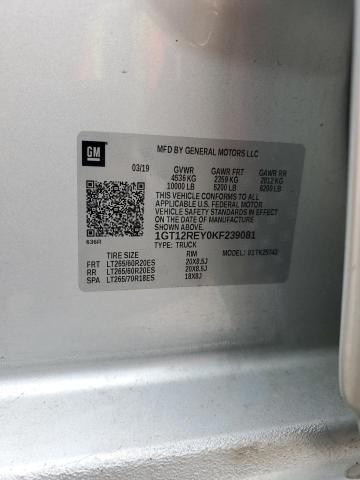 GM
MFD BY GENERAL MOTORS LLC
03/19 GVWR GAWR FRT GAWR RR
4536 KG 2359 KG 2812 KG
10000 LB 5200 LB 6200 LB
THIS VEHICLE CONFORMS TO ALL
APPLICABLE U.S. FEDERAL MOTOR
VEHICLE SAFETY STANDARDS IN EFFECT
ON THE DATE OF MANUFACTURE
SHOWN ABOVE.
1GT12REY0KF239081
TYPE: TRUCK
636R
TIRE SIZE RIM MODEL:
FRT LT265/60R20ES 20X8.5J
RR LT265/60R20ES 20X8.5J
SPA LT265/70R18ES 18X8J